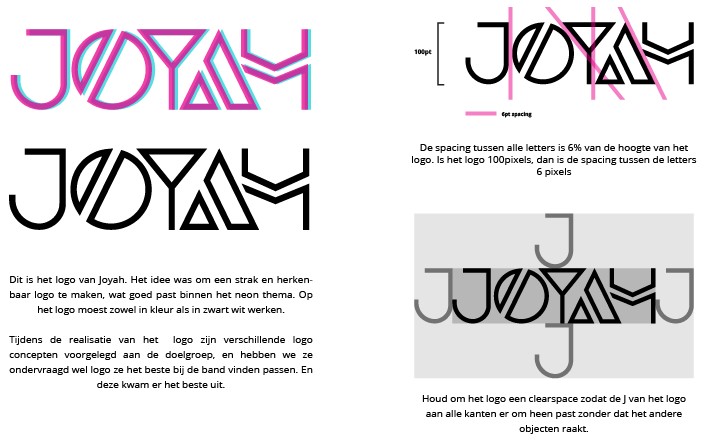 JOYAH
JOYAH
Dit is het logo van Joyah. Het idee was om een strak en herken-
baar logo te maken, wat goed past binnen het neon thema. Op
het logo moest zowel in kleur als in zwart wit werken.
Tijdens de realisatie van het logo zijn verschillende logo
concepten voorgelegd aan de doelgroep, en hebben we ze
ondervraagd wel logo ze het beste bij de band vinden passen. En
deze kwam er het beste uit.
100pt
JOYAH
6pt spacing
De spacing tussen alle letters is 6% van de hoogte van het
logo. Is het logo 100pixels, dan is de spacing tussen de letters
6 pixels
J
J JOYAH J
J
Houd om het logo een clearspace zodat de J van het logo
aan alle kanten er om heen past zonder dat het andere
objecten raakt.